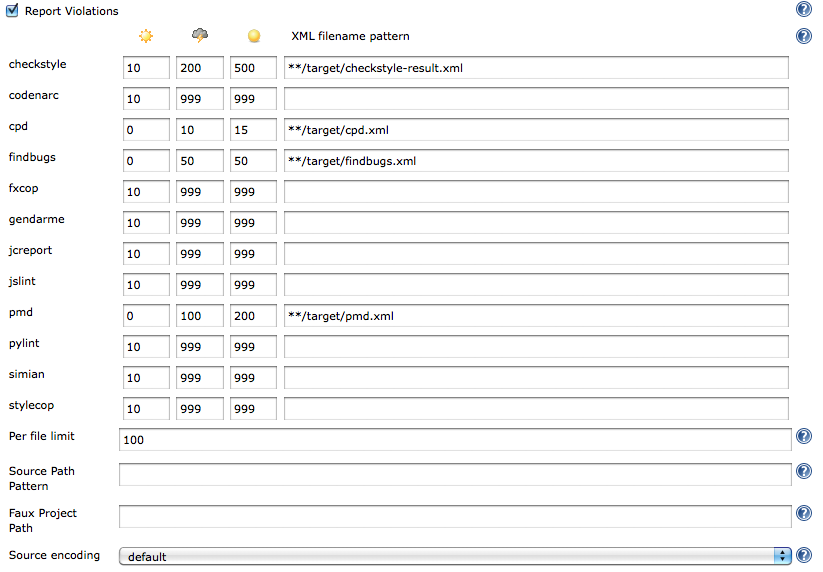 Report Violations
XML filename pattern
checkstyle 10 200 500 **/target/checkstyle-result.xml
codenarc 10 999 999
cpd 0 10 15 **/target/cpd.xml
findbugs 0 50 50 **/target/findbugs.xml
fxcop 10 999 999
gendarme 10 999 999
jcreport 10 999 999
jslint 10 999 999
pmd 0 100 200 **/target/pmd.xml
pylint 10 999 999
simian 10 999 999
stylecop 10 999 999
Per file limit 100
Source Path
Pattern
Faux Project
Path
Source encoding default